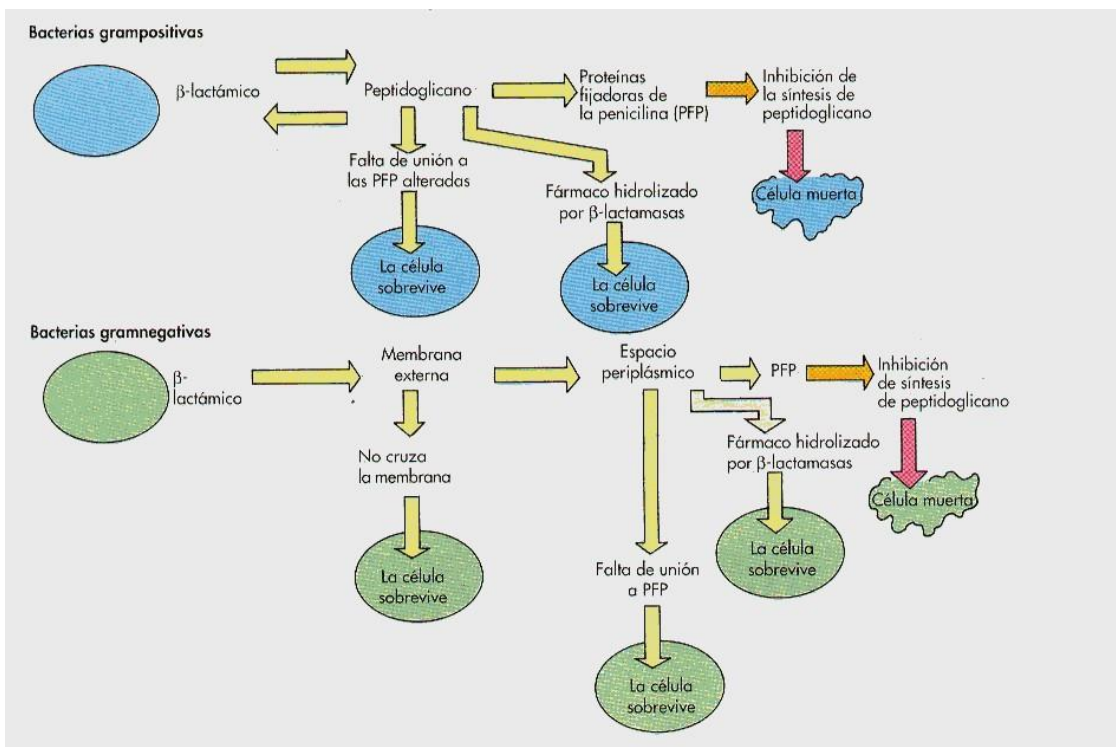 Bacterias grampositivas
β-lactámico
Peptidoglicano
Proteínas
fijadoras de
la penicilina (PFP)
Inhibición de
la síntesis de
peptidoglicano
Falta de unión a
las PFP alteradas
Fármaco hidrolizado
por β-lactamasas
Célula muerta
La célula
sobrevive
La célula
sobrevive
Bacterias gramnegativas
β-
lactámico
Membrana
externa
Espacio
periplásmico
PFP
Inhibición
de síntesis
de peptidoglicano
No cruza
la membrana
Fármaco hidrolizado
por β-lactamasas
Célula muerta
La célula
sobrevive
Falta de unión
a PFP
La célula
sobrevive
La célula
sobrevive